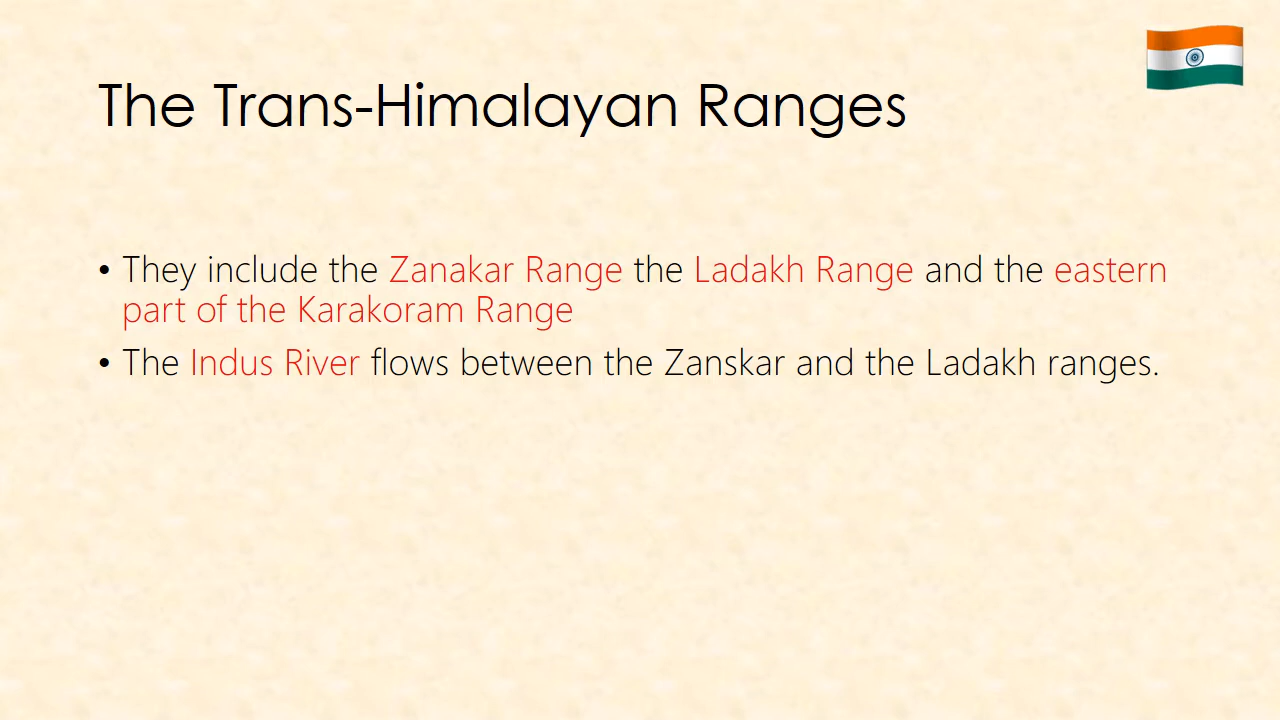 The Trans-Himalayan Ranges
• They include the Zanakar Range the Ladakh Range and the eastern
part of the Karakoram Range
• The Indus River flows between the Zanskar and the Ladakh ranges.